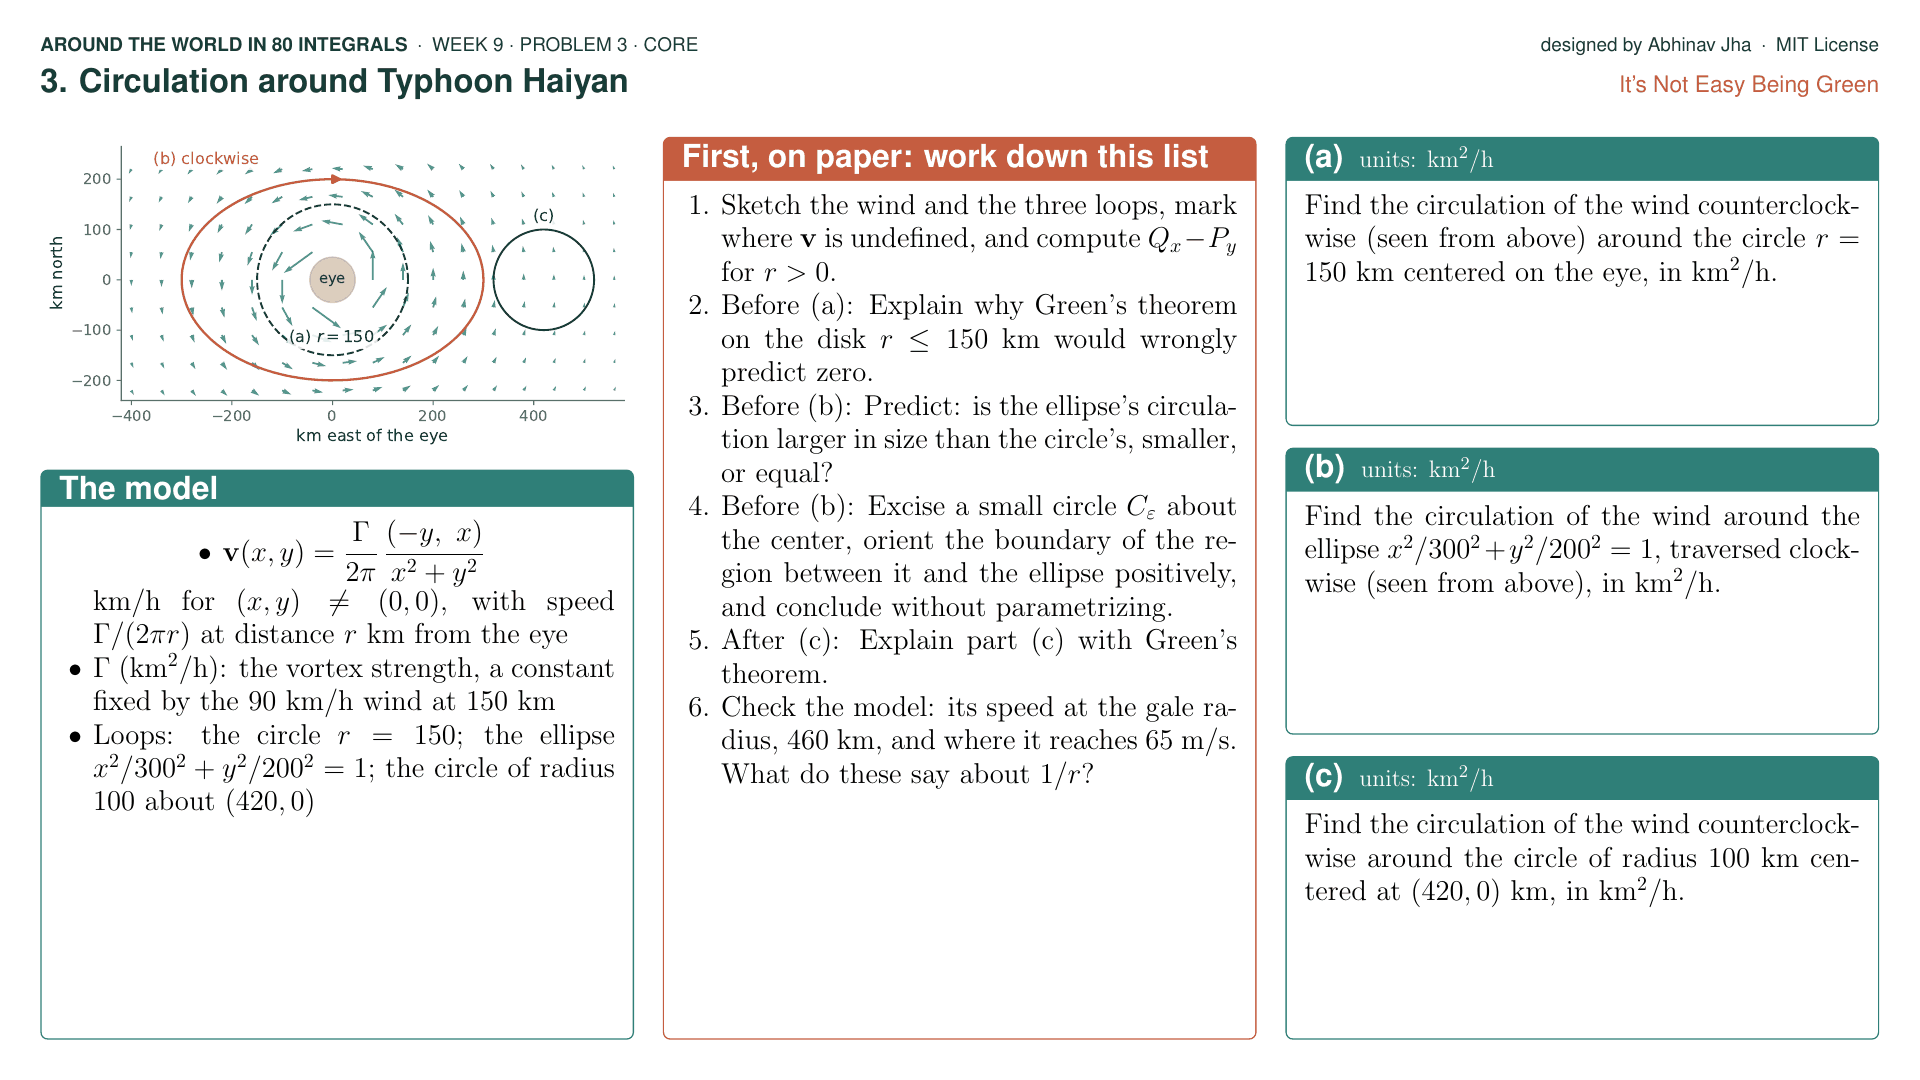 AROUND THE WORLD IN 80 INTEGRALS · WEEK 9 · PROBLEM 3 · CORE
designed by Abhinav Jha · MIT License
3. Circulation around Typhoon Haiyan
It's Not Easy Being Green
(b) clockwise
(c)
eye
(a) r = 150
200
100
0
−100
−200
km north
−400
−200
0
200
400
km east of the eye
The model
• v(x, y) = Γ/2π (−y, x)/(x² + y²)
km/h for (x, y) ≠ (0, 0), with speed
Γ/(2πr) at distance r km from the eye
• Γ (km²/h): the vortex strength, a constant
fixed by the 90 km/h wind at 150 km
• Loops: the circle r = 150; the ellipse
x²/300² + y²/200² = 1; the circle of radius
100 about (420, 0)
First, on paper: work down this list
1. Sketch the wind and the three loops, mark
where v is undefined, and compute Qₓ−P_y
for r > 0.
2. Before (a): Explain why Green's theorem
on the disk r ≤ 150 km would wrongly
predict zero.
3. Before (b): Predict: is the ellipse's circula-
tion larger in size than the circle's, smaller,
or equal?
4. Before (b): Excise a small circle C_ε about
the center, orient the boundary of the re-
gion between it and the ellipse positively,
and conclude without parametrizing.
5. After (c): Explain part (c) with Green's
theorem.
6. Check the model: its speed at the gale ra-
dius, 460 km, and where it reaches 65 m/s.
What do these say about 1/r?
(a) units: km²/h
Find the circulation of the wind counterclock-
wise (seen from above) around the circle r =
150 km centered on the eye, in km²/h.
(b) units: km²/h
Find the circulation of the wind around the
ellipse x²/300²+y²/200² = 1, traversed clock-
wise (seen from above), in km²/h.
(c) units: km²/h
Find the circulation of the wind counterclock-
wise around the circle of radius 100 km cen-
tered at (420, 0) km, in km²/h.